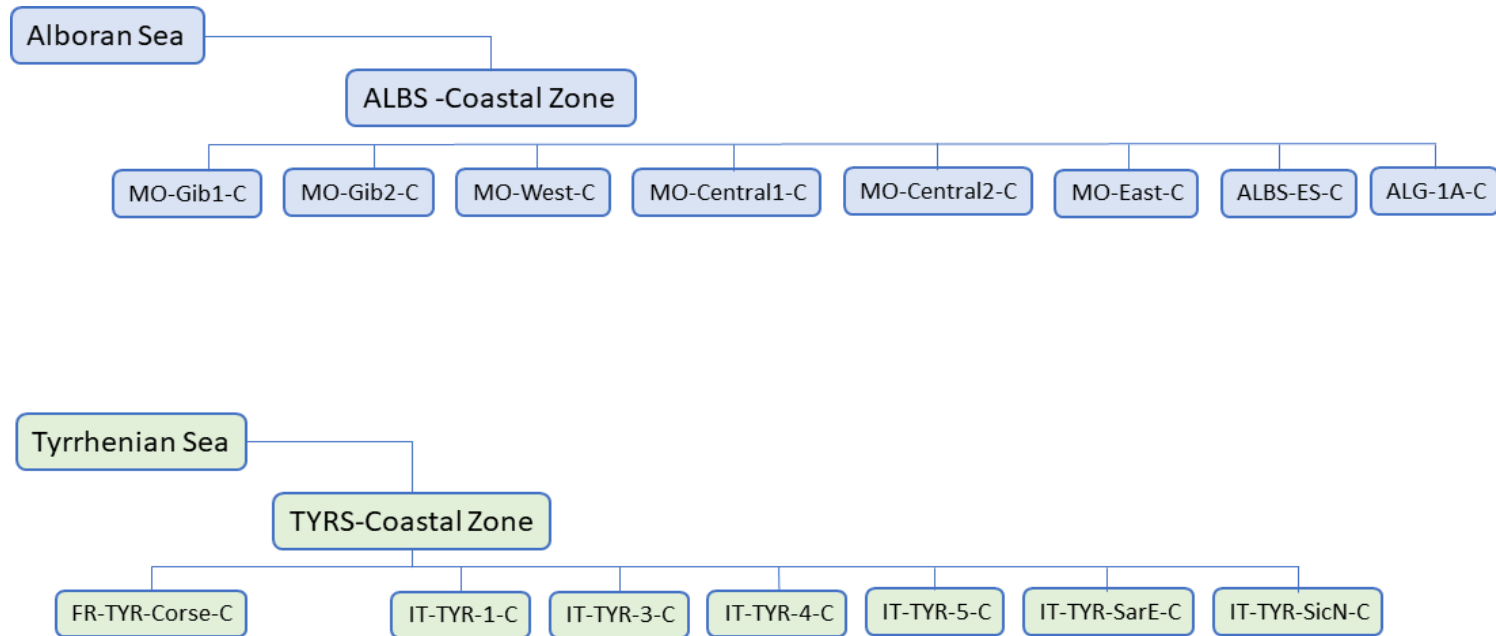 Alboran Sea
ALBS -Coastal Zone
MO-Gib1-C
MO-Gib2-C
MO-West-C
MO-Central1-C
MO-Central2-C
MO-East-C
ALBS-ES-C
ALG-1A-C
Tyrrhenian Sea
TYRS-Coastal Zone
FR-TYR-Corse-C
IT-TYR-1-C
IT-TYR-3-C
IT-TYR-4-C
IT-TYR-5-C
IT-TYR-SarE-C
IT-TYR-SicN-C